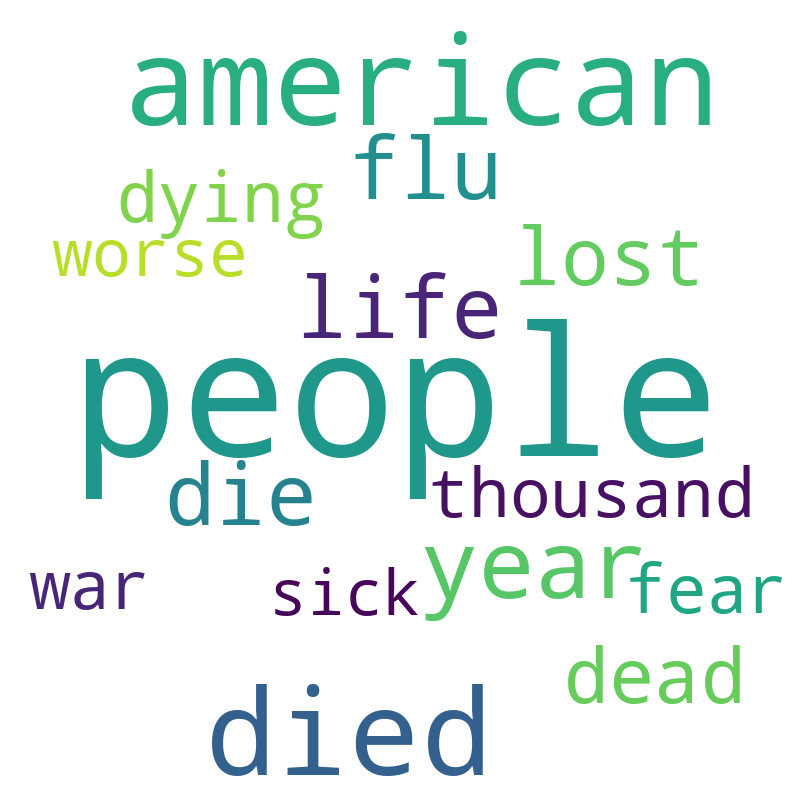 american
flu
dying
worse
lost
life
people
die
thousand
year
war
sick
fear
dead
died